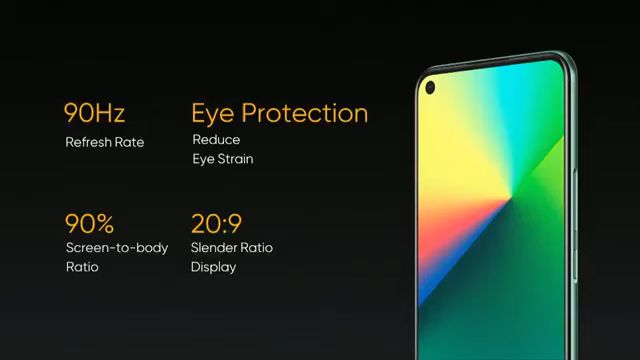 90Hz
Refresh Rate
Eye Protection
Reduce
Eye Strain
90%
Screen-to-body
Ratio
20:9
Slender Ratio
Display